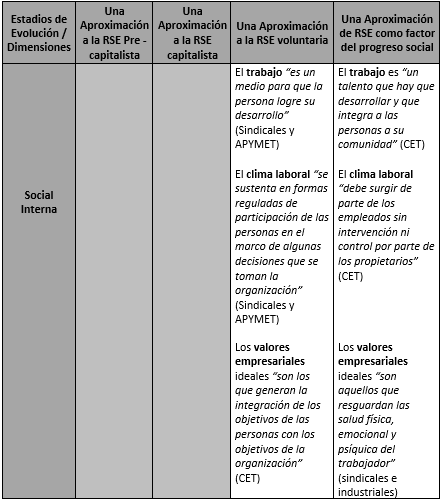 Estadios de
Evolución /
Dimensiones
Una
Aproximación
a la RSE Pre -
capitalista
Una
Aproximación
a la RSE
capitalista
Una Aproximación
a la RSE voluntaria
Una Aproximación
de RSE como factor
del progreso social
Social
Interna
El trabajo “es un
medio para que la
persona logre su
desarrollo”
(Sindicales y
APYMET)
El clima laboral “se
sustenta en formas
reguladas de
participación de las
personas en el
marco de algunas
decisiones que se
toman la
organización”
(Sindicales y
APYMET)
Los valores
empresariales
ideales “son los
que generan la
integración de los
objetivos de las
personas con los
objetivos de la
organización”
(CET)
El trabajo es “un
talento que hay que
desarrollar y que
integra a las
personas a su
comunidad” (CET)
El clima laboral
“debe surgir de
parte de los
empleados sin
intervención ni
control por parte de
los propietarios”
(CET)
Los valores
empresariales
ideales “son
aquellos que
resguardan las
salud física,
emocional y
psíquica del
trabajador”
(sindicales e
industriales)